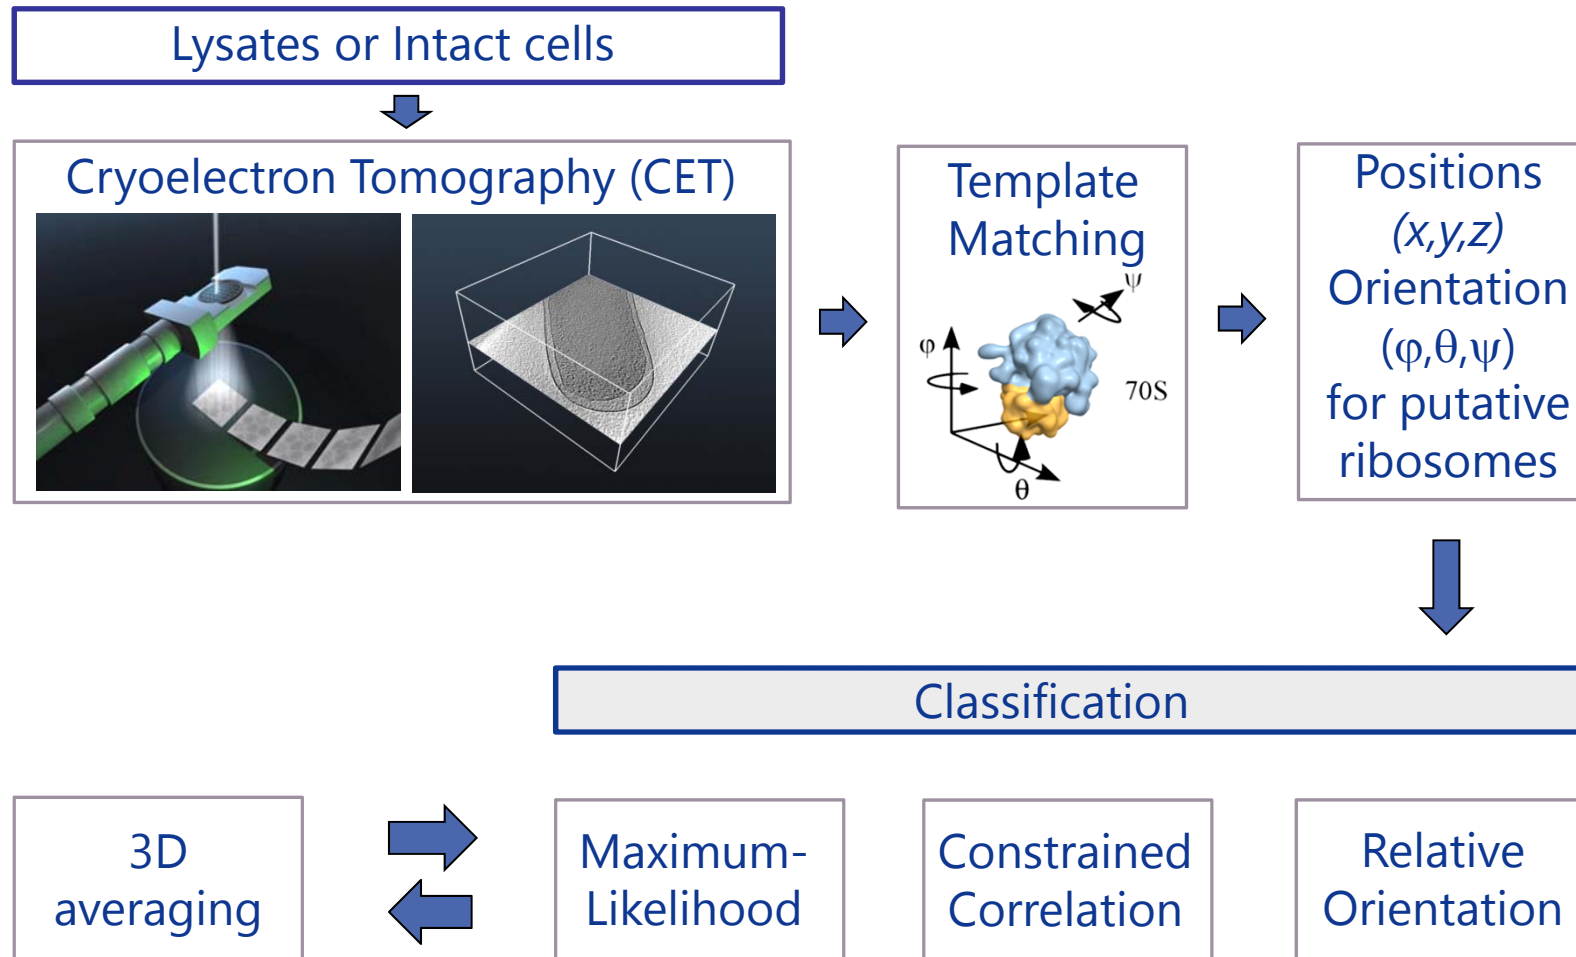 Lysates or Intact cells
Cryoelectron Tomography (CET)
Template
Matching
ψ
φ
70S
θ
Positions
(x,y,z)
Orientation
(φ,θ,ψ)
for putative
ribosomes
Classification
3D
averaging
Maximum-
Likelihood
Constrained
Correlation
Relative
Orientation